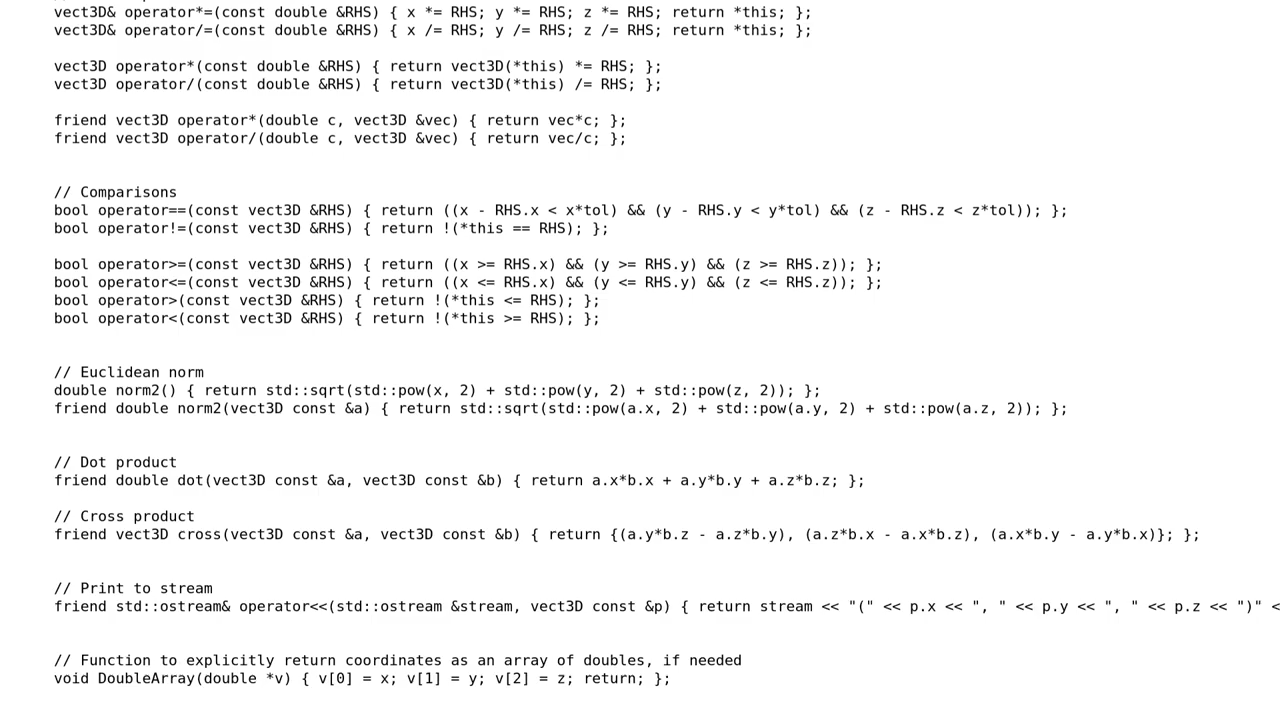 vect3D& operator*=(const double &RHS) { x *= RHS; y *= RHS; z *= RHS; return *this; };
vect3D& operator/=(const double &RHS) { x /= RHS; y /= RHS; z /= RHS; return *this; };
vect3D operator*(const double &RHS) { return vect3D(*this) *= RHS; };
vect3D operator/(const double &RHS) { return vect3D(*this) /= RHS; };
friend vect3D operator*(double c, vect3D &vec) { return vec*c; };
friend vect3D operator/(double c, vect3D &vec) { return vec/c; };
// Comparisons
bool operator==(const vect3D &RHS) { return ((x - RHS.x < x*tol) && (y - RHS.y < y*tol) && (z - RHS.z < z*tol)); };
bool operator!=(const vect3D &RHS) { return !(*this == RHS); };
bool operator>=(const vect3D &RHS) { return ((x >= RHS.x) && (y >= RHS.y) && (z >= RHS.z)); };
bool operator<=(const vect3D &RHS) { return ((x <= RHS.x) && (y <= RHS.y) && (z <= RHS.z)); };
bool operator>(const vect3D &RHS) { return !(*this <= RHS); };
bool operator<(const vect3D &RHS) { return !(*this >= RHS); };
// Euclidean norm
double norm2() { return std::sqrt(std::pow(x, 2) + std::pow(y, 2) + std::pow(z, 2)); };
friend double norm2(vect3D const &a) { return std::sqrt(std::pow(a.x, 2) + std::pow(a.y, 2) + std::pow(a.z, 2)); };
// Dot product
friend double dot(vect3D const &a, vect3D const &b) { return a.x*b.x + a.y*b.y + a.z*b.z; };
// Cross product
friend vect3D cross(vect3D const &a, vect3D const &b) { return {(a.y*b.z - a.z*b.y), (a.z*b.x - a.x*b.z), (a.x*b.y - a.y*b.x)}; };
// Print to stream
friend std::ostream& operator<<(std::ostream &stream, vect3D const &p) { return stream << "(" << p.x << ", " << p.y << ", " << p.z << ")" <
// Function to explicitly return coordinates as an array of doubles, if needed
void DoubleArray(double *v) { v[0] = x; v[1] = y; v[2] = z; return; };